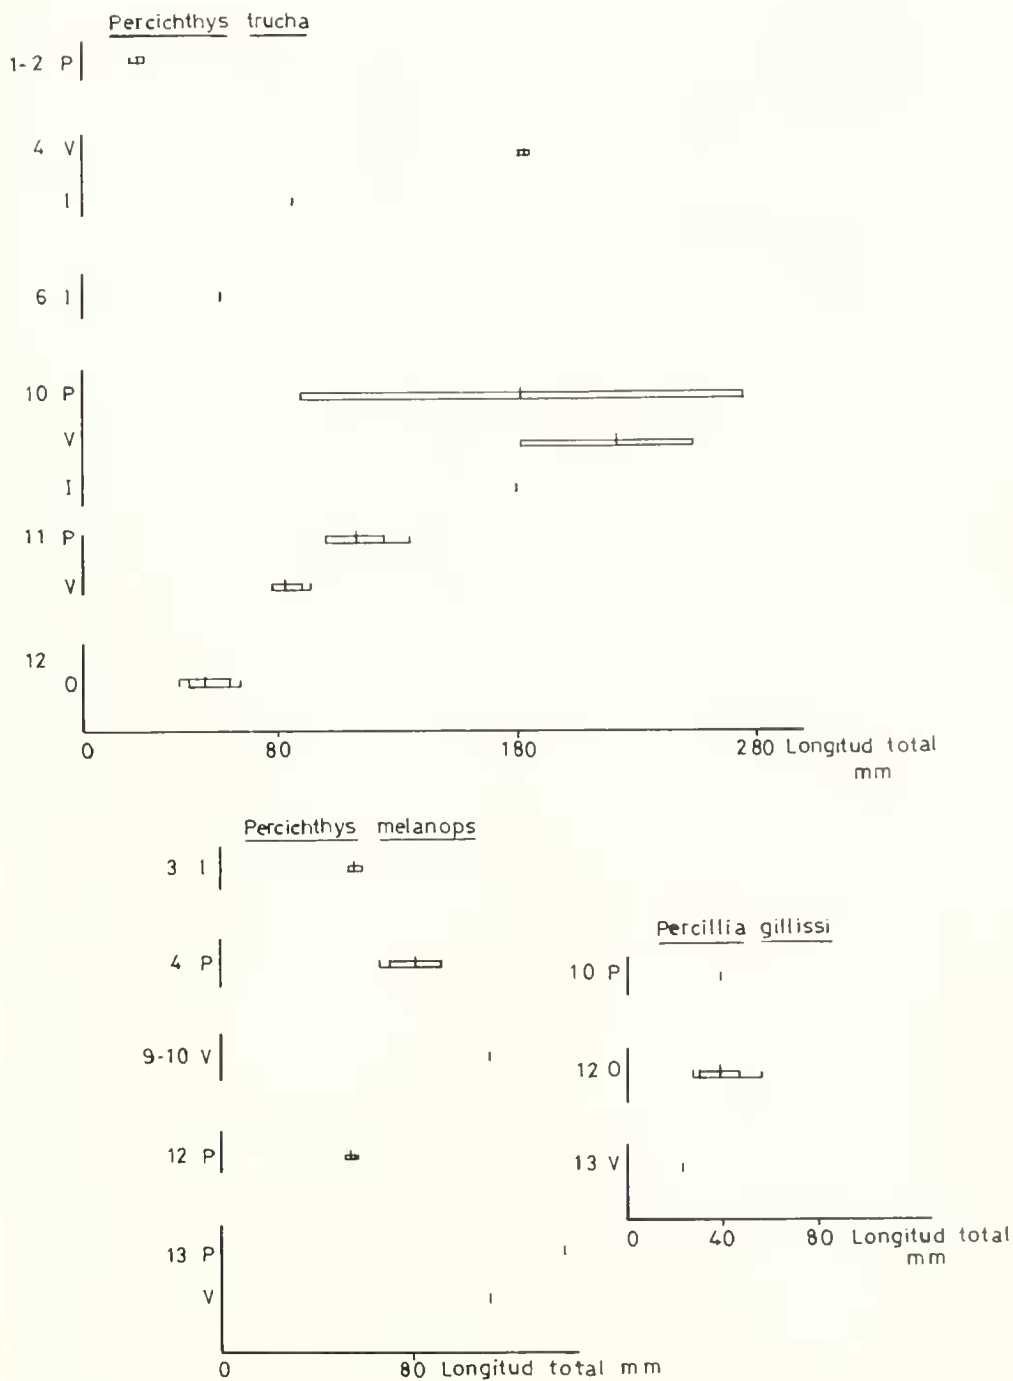 Percichthys trucha
1-2 P
4 V
I
6 I
10 P
V
I
11 P
V
12
O
0 80 180 280 Longitud total
mm
Percichthys melanops
3 I
4 P
9-10 V
12 P
13 P
V
0 80 Longitud total mm
Percillia gillissi
10 P
12 O
13 V
0 40 80 Longitud total
mm